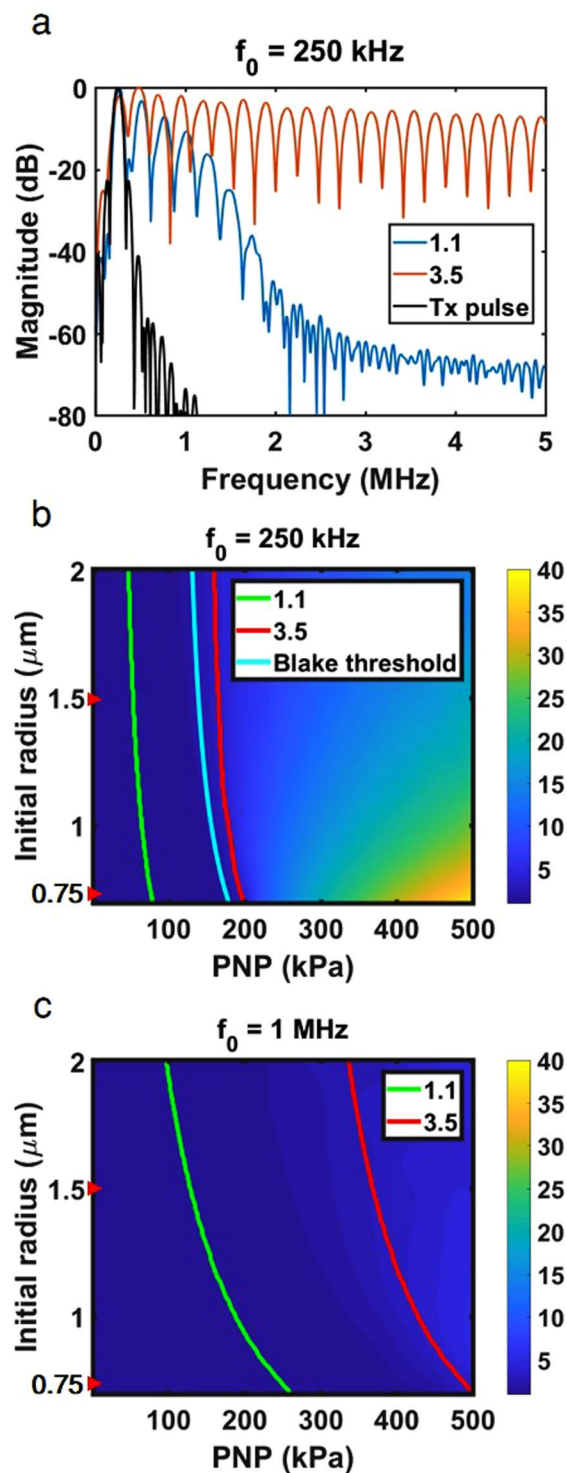 a
f₀ = 250 kHz
Magnitude (dB)
0
-20
-40
-60
-80
1.1
3.5
Tx pulse
0 1 2 3 4 5
Frequency (MHz)
b
f₀ = 250 kHz
Initial radius (μm)
2
1.5
1
0.75
1.1
3.5
Blake threshold
40
35
30
25
20
15
10
5
100 200 300 400 500
PNP (kPa)
c
f₀ = 1 MHz
Initial radius (μm)
2
1.5
1
0.75
1.1
3.5
40
35
30
25
20
15
10
5
100 200 300 400 500
PNP (kPa)